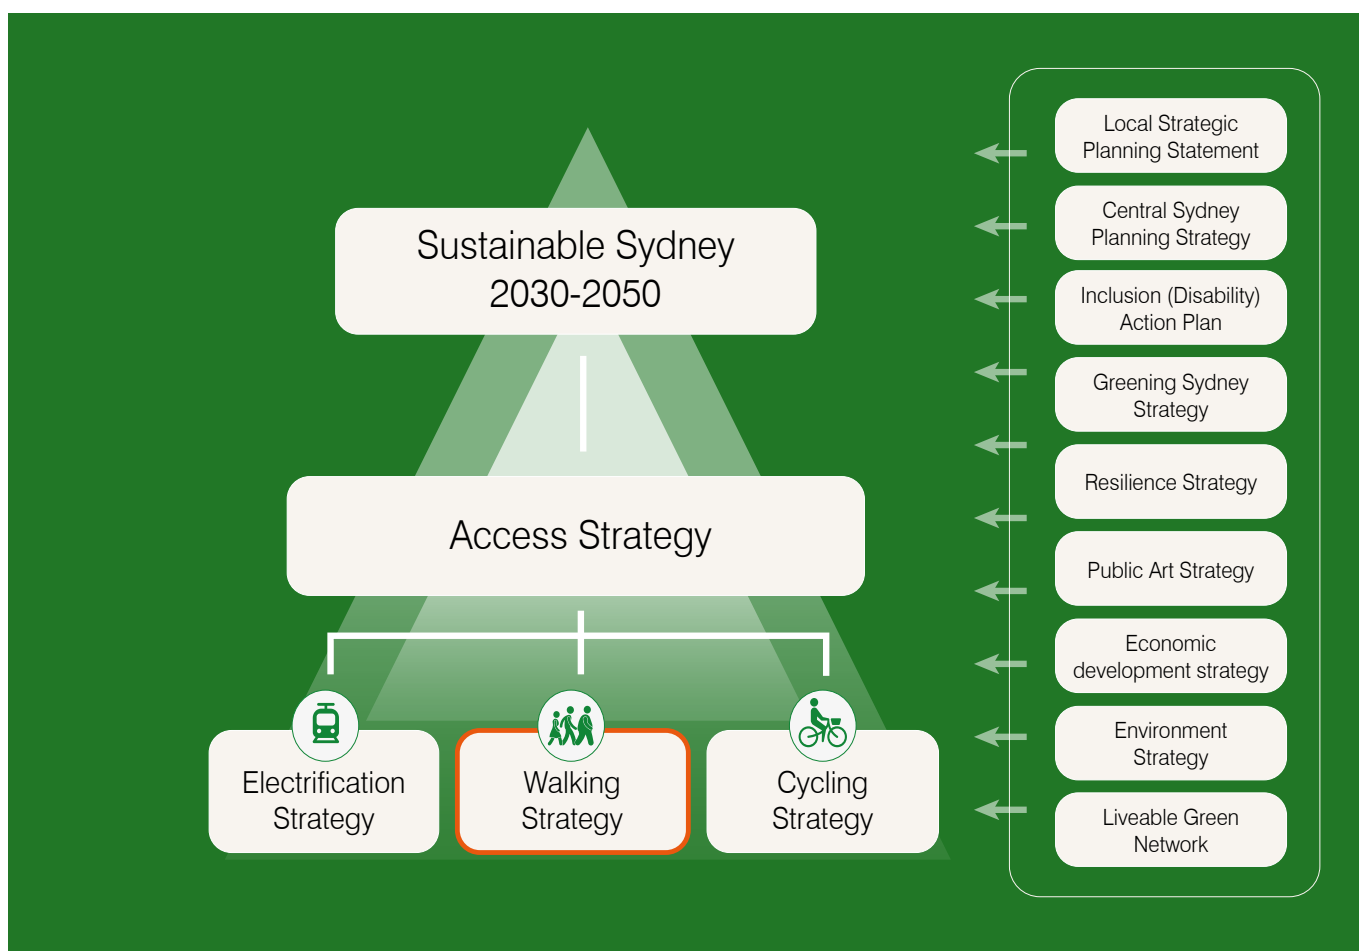 Sustainable Sydney
2030-2050
Access Strategy
Electrification
Strategy
Walking
Strategy
Cycling
Strategy
Local Strategic
Planning Statement
Central Sydney
Planning Strategy
Inclusion (Disability)
Action Plan
Greening Sydney
Strategy
Resilience Strategy
Public Art Strategy
Economic
development strategy
Environment
Strategy
Liveable Green
Network